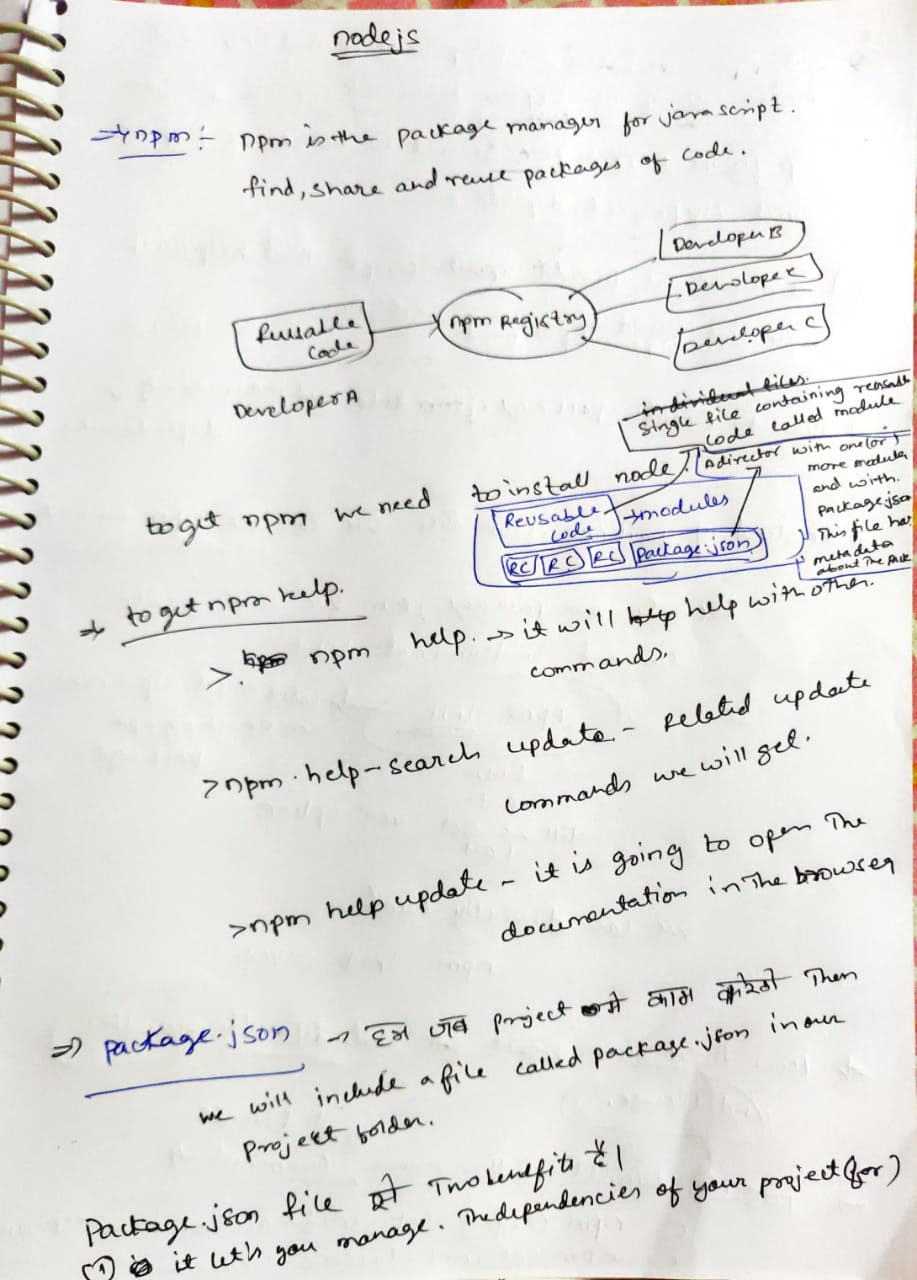 nodejs
→ npm :- npm is the package manager for javascript.
find, share and reuse packages of code.
Developer B
Develope
Reusable
Code
npm Registry
Developer C
Developer A
individual files.
Single file containing reusable
code called module
to get npm we need to install node.
A director with one (or)
more modules
and with
package.json
This file has
metadata
about The pack
Reusable
code
→ modules
RC RC RC package.json
→ to get npm help.
> npm help. → it will help help with other
commands.
> npm help-search update. - related update
commands we will get.
> npm help update - it is going to open The
documentation in The browser
⇒ package.json → हम जब project में काम करेंगे Then
we will include a file called package.json in our
project folder.
Package.json file से Two benefits है।
(1) it let's you manage. The dependencies of your project (for)